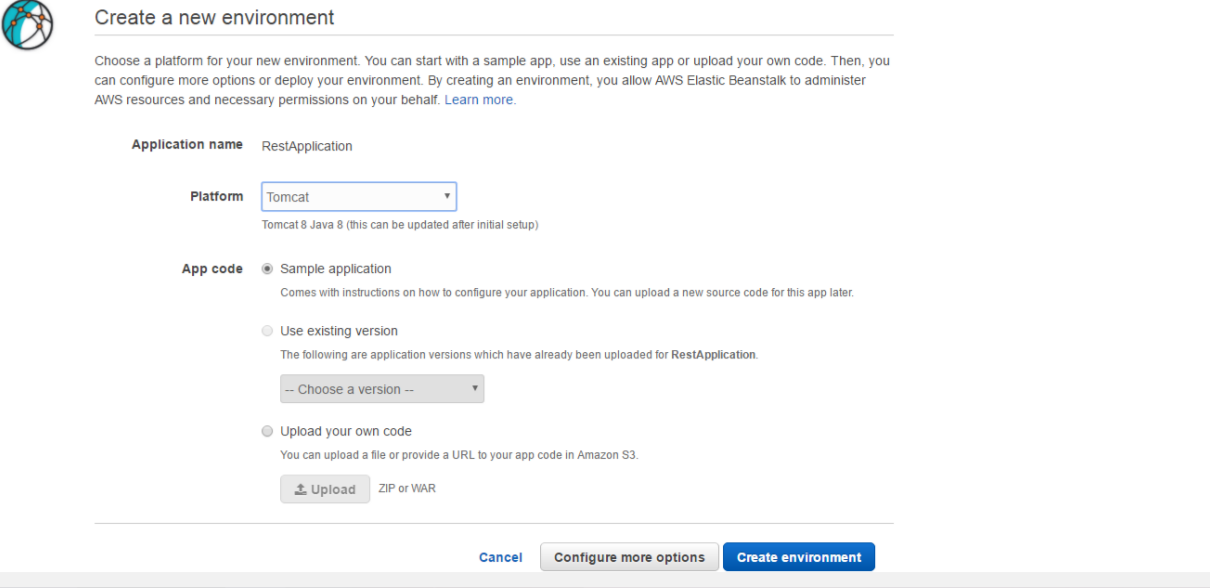 Create a new environment
Choose a platform for your new environment. You can start with a sample app, use an existing app or upload your own code. Then, you
can configure more options or deploy your environment. By creating an environment, you allow AWS Elastic Beanstalk to administer
AWS resources and necessary permissions on your behalf. Learn more.
Application name RestApplication
Platform Tomcat
Tomcat 8 Java 8 (this can be updated after initial setup)
App code Sample application
Comes with instructions on how to configure your application. You can upload a new source code for this app later.
Use existing version
The following are application versions which have already been uploaded for RestApplication.
-- Choose a version --
Upload your own code
You can upload a file or provide a URL to your app code in Amazon S3.
Upload ZIP or WAR
Cancel Configure more options Create environment